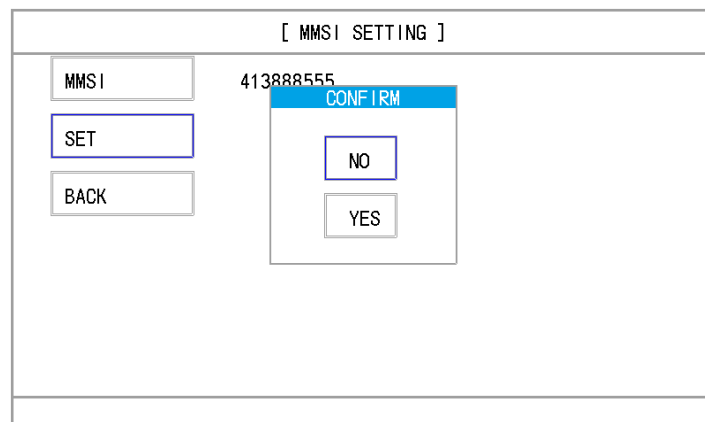 [ MMSI SETTING ]
MMSI 413888555
CONFIRM
SET
NO
BACK
YES